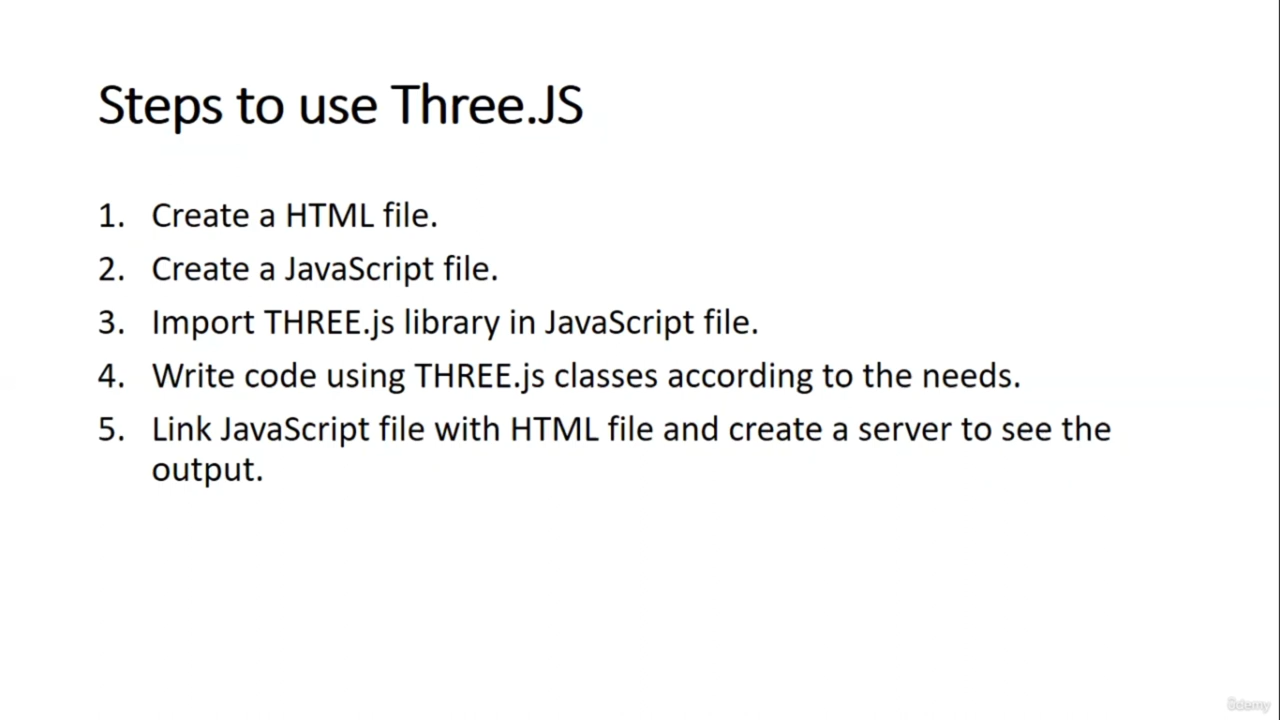 Steps to use Three.JS
1. Create a HTML file.
2. Create a JavaScript file.
3. Import THREE.js library in JavaScript file.
4. Write code using THREE.js classes according to the needs.
5. Link JavaScript file with HTML file and create a server to see the
output.
ûdemy